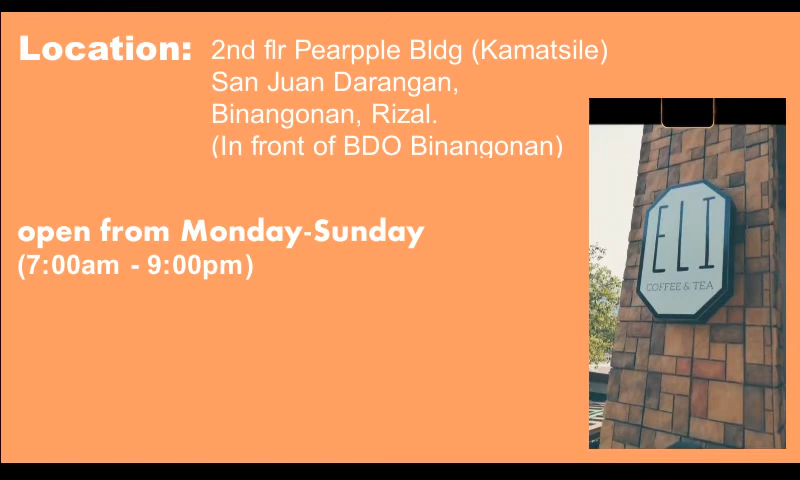 Location: 2nd flr Pearpple Bldg (Kamatsile)
San Juan Darangan,
Binangonan, Rizal.
(In front of BDO Binangonan)
open from Monday-Sunday
(7:00am - 9:00pm)
ELI
COFFEE & TEA